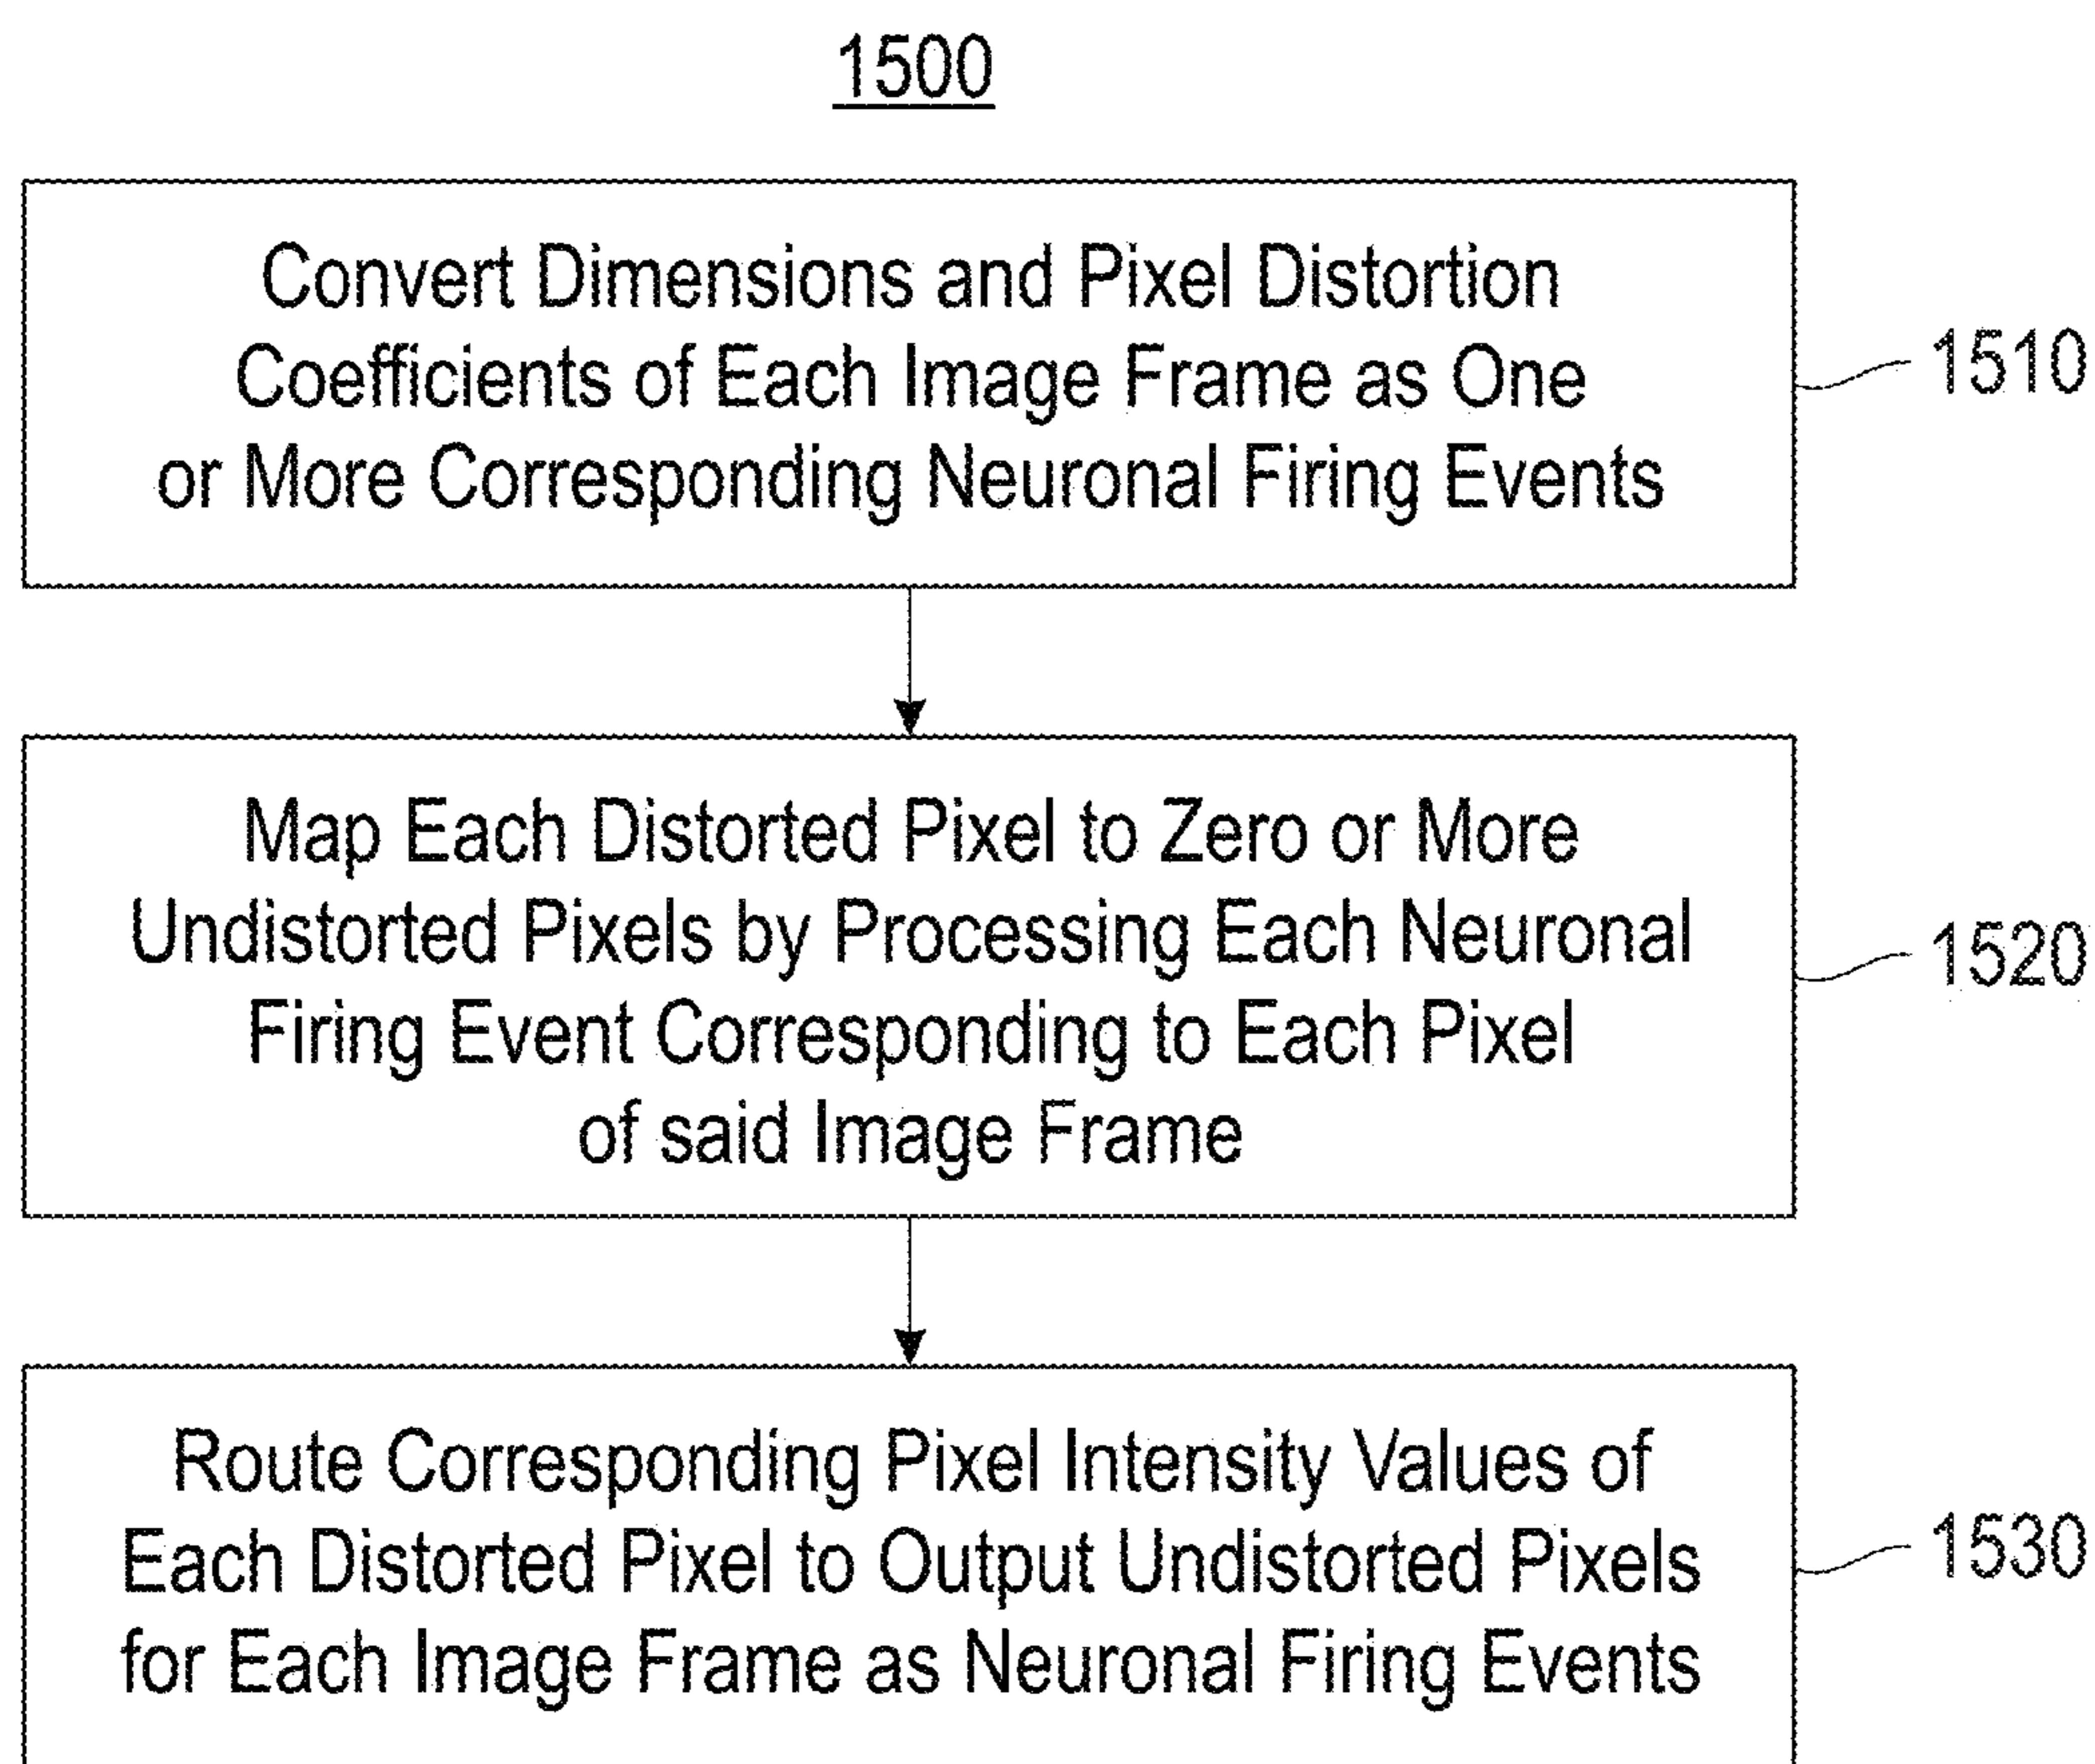 1500
Convert Dimensions and Pixel Distortion
Coefficients of Each Image Frame as One
or More Corresponding Neuronal Firing Events
1510
Map Each Distorted Pixel to Zero or More
Undistorted Pixels by Processing Each Neuronal
Firing Event Corresponding to Each Pixel
of said Image Frame
1520
Route Corresponding Pixel Intensity Values of
Each Distorted Pixel to Output Undistorted Pixels
for Each Image Frame as Neuronal Firing Events
1530